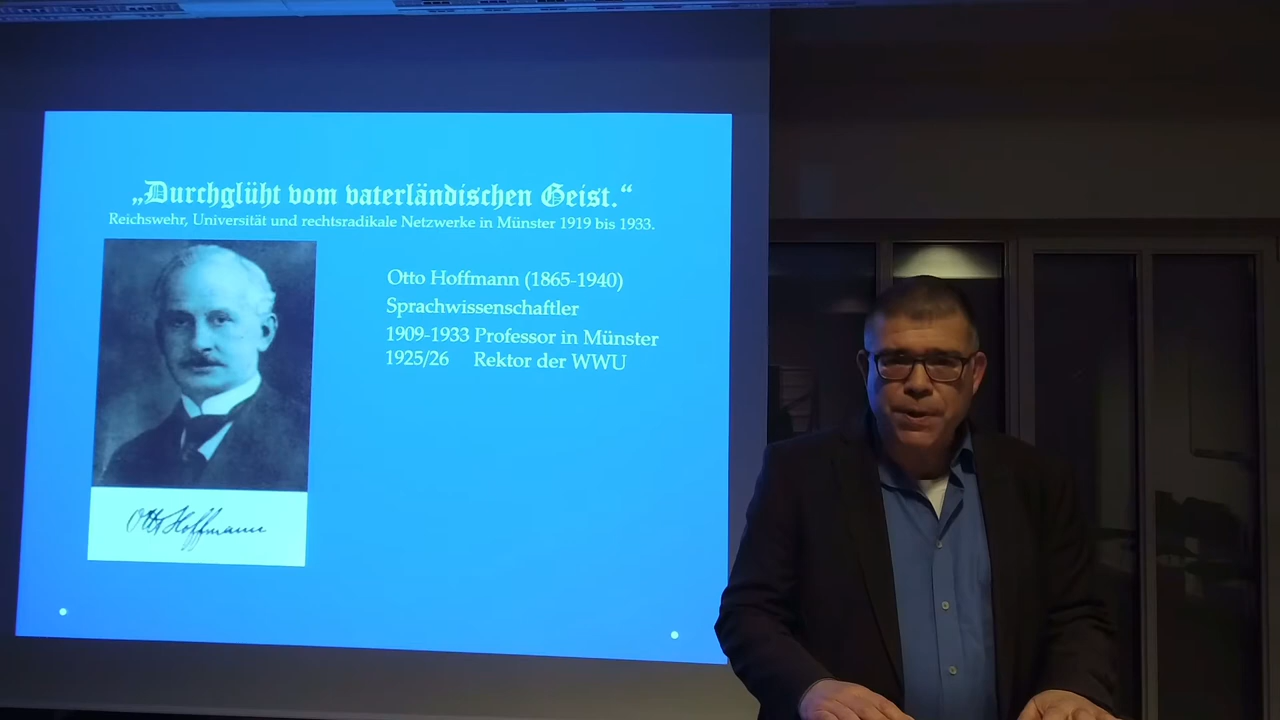 „Durchglüht vom vaterländischen Geist.“
Reichswehr, Universität und rechtsradikale Netzwerke in Münster 1919 bis 1933.
Otto Hoffmann (1865-1940)
Sprachwissenschaftler
1909-1933 Professor in Münster
1925/26 Rektor der WWU
Otto Hoffmann